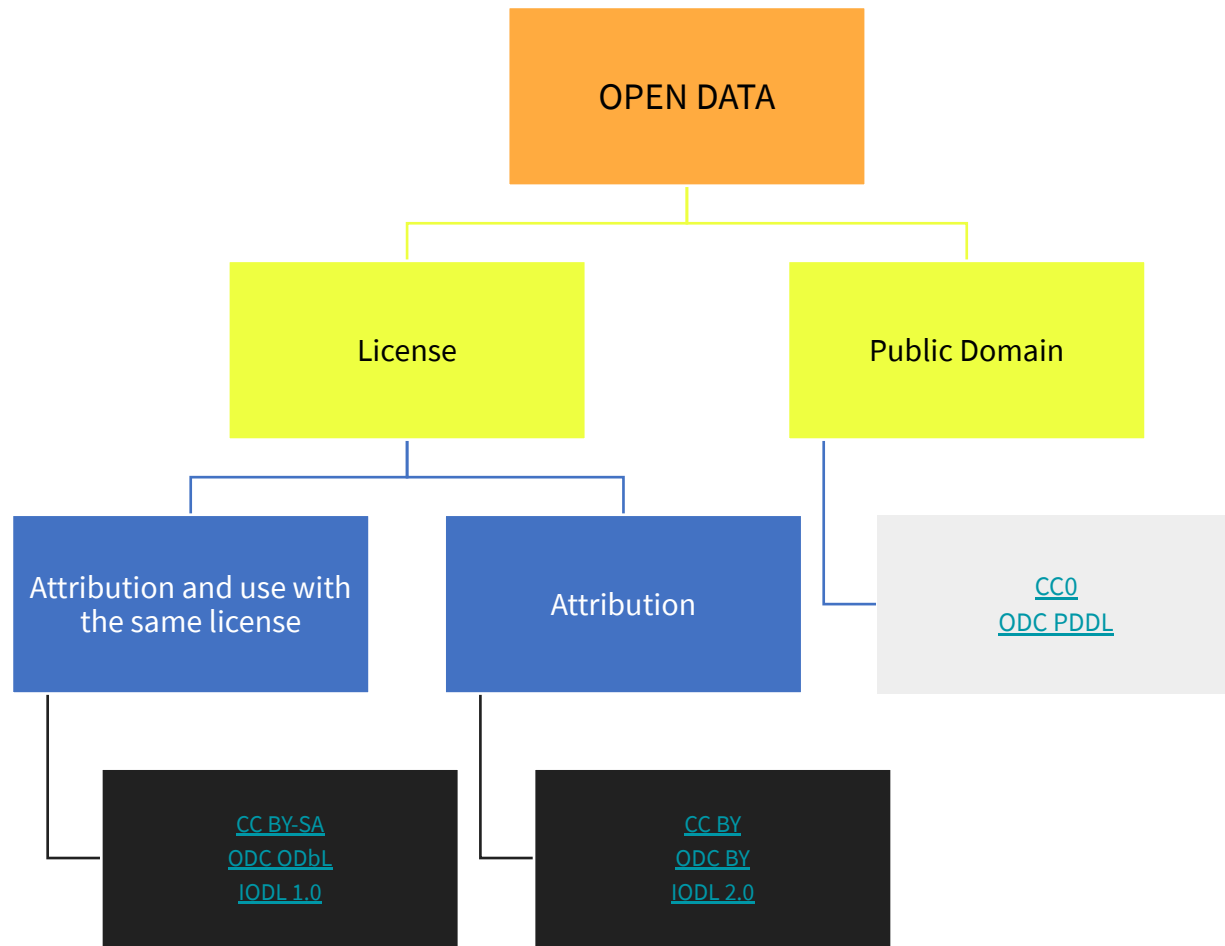 OPEN DATA
License
Public Domain
Attribution and use with
the same license
Attribution
CC0
ODC PDDL
CC BY-SA
ODC ODbL
IODL 1.0
CC BY
ODC BY
IODL 2.0